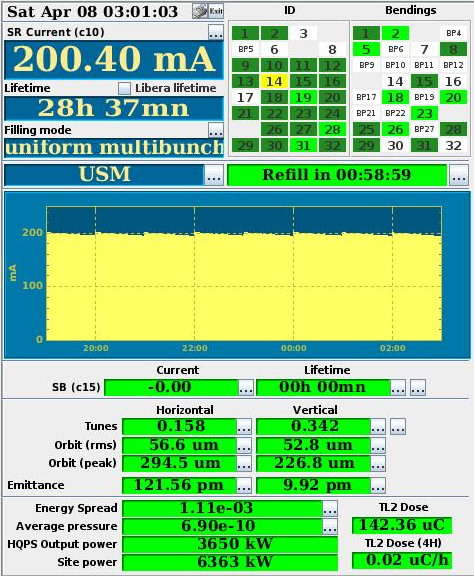 Sat Apr 08 03:01:03 Exit
SR Current (c10) ...
200.40 mA
Lifetime Libera lifetime
28h 37mn
Filling mode ...
uniform multibunch
USM ... Refill in 00:58:59 ...
ID
1 2 3
BP5 6 8
9 10 11 12
13 14 15 16
17 18 19 20
21 22 23 24
26 27 28
29 30 31 32
Bendings
1 2 BP4
5 BP6 7 8
BP9 BP10 BP11 BP12
14 15 16
BP17 18 BP19 20
BP21 BP22 23
25 26 BP27 28
29 30 31 32
mA
200
100
0
20:00 22:00 00:00 02:00
Current Lifetime
SB (c15) -0.00 ... 00h 00mn ... ...
Horizontal Vertical
Tunes 0.158 ... 0.342 ... ...
Orbit (rms) 56.6 um ... 52.8 um ...
Orbit (peak) 294.5 um ... 226.8 um ...
Emittance 121.56 pm ... 9.92 pm ...
Energy Spread 1.11e-03 ...
Average pressure 6.90e-10 ...
HQPS Output power 3650 kW
Site power 6363 kW
TL2 Dose
142.36 uC
TL2 Dose (4H)
0.02 uC/h